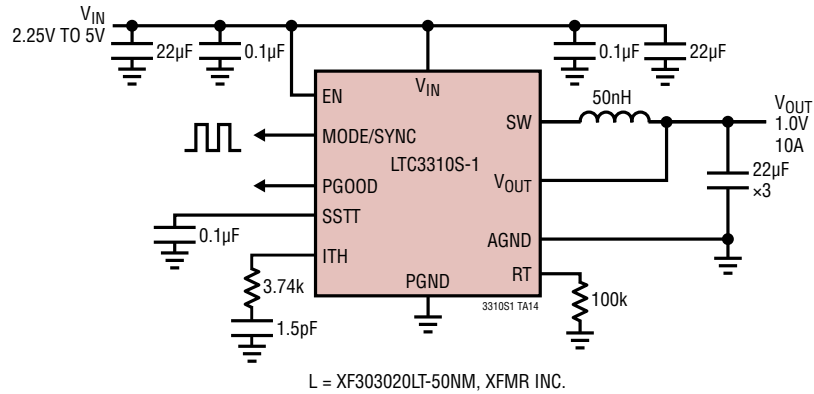 VIN
2.25V TO 5V
22µF
0.1µF
0.1µF
22µF
VIN
EN
MODE/SYNC
PGOOD
SSTT
ITH
LTC3310S-1
SW
VOUT
AGND
RT
PGND
50nH
VOUT
1.0V
10A
22µF
×3
0.1µF
3.74k
1.5pF
100k
3310S1 TA14
L = XF303020LT-50NM, XFMR INC.